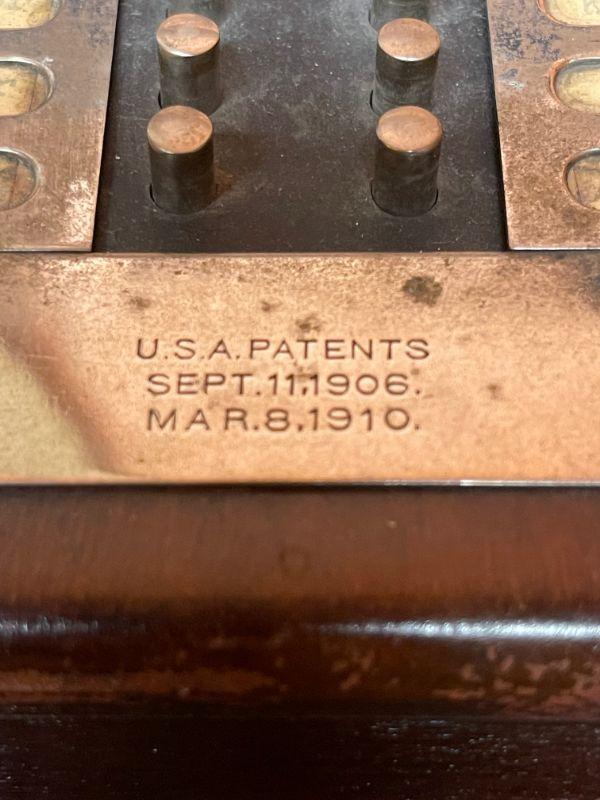 U.S.A. PATENTS
SEPT.11,1906.
MAR.8,1910.